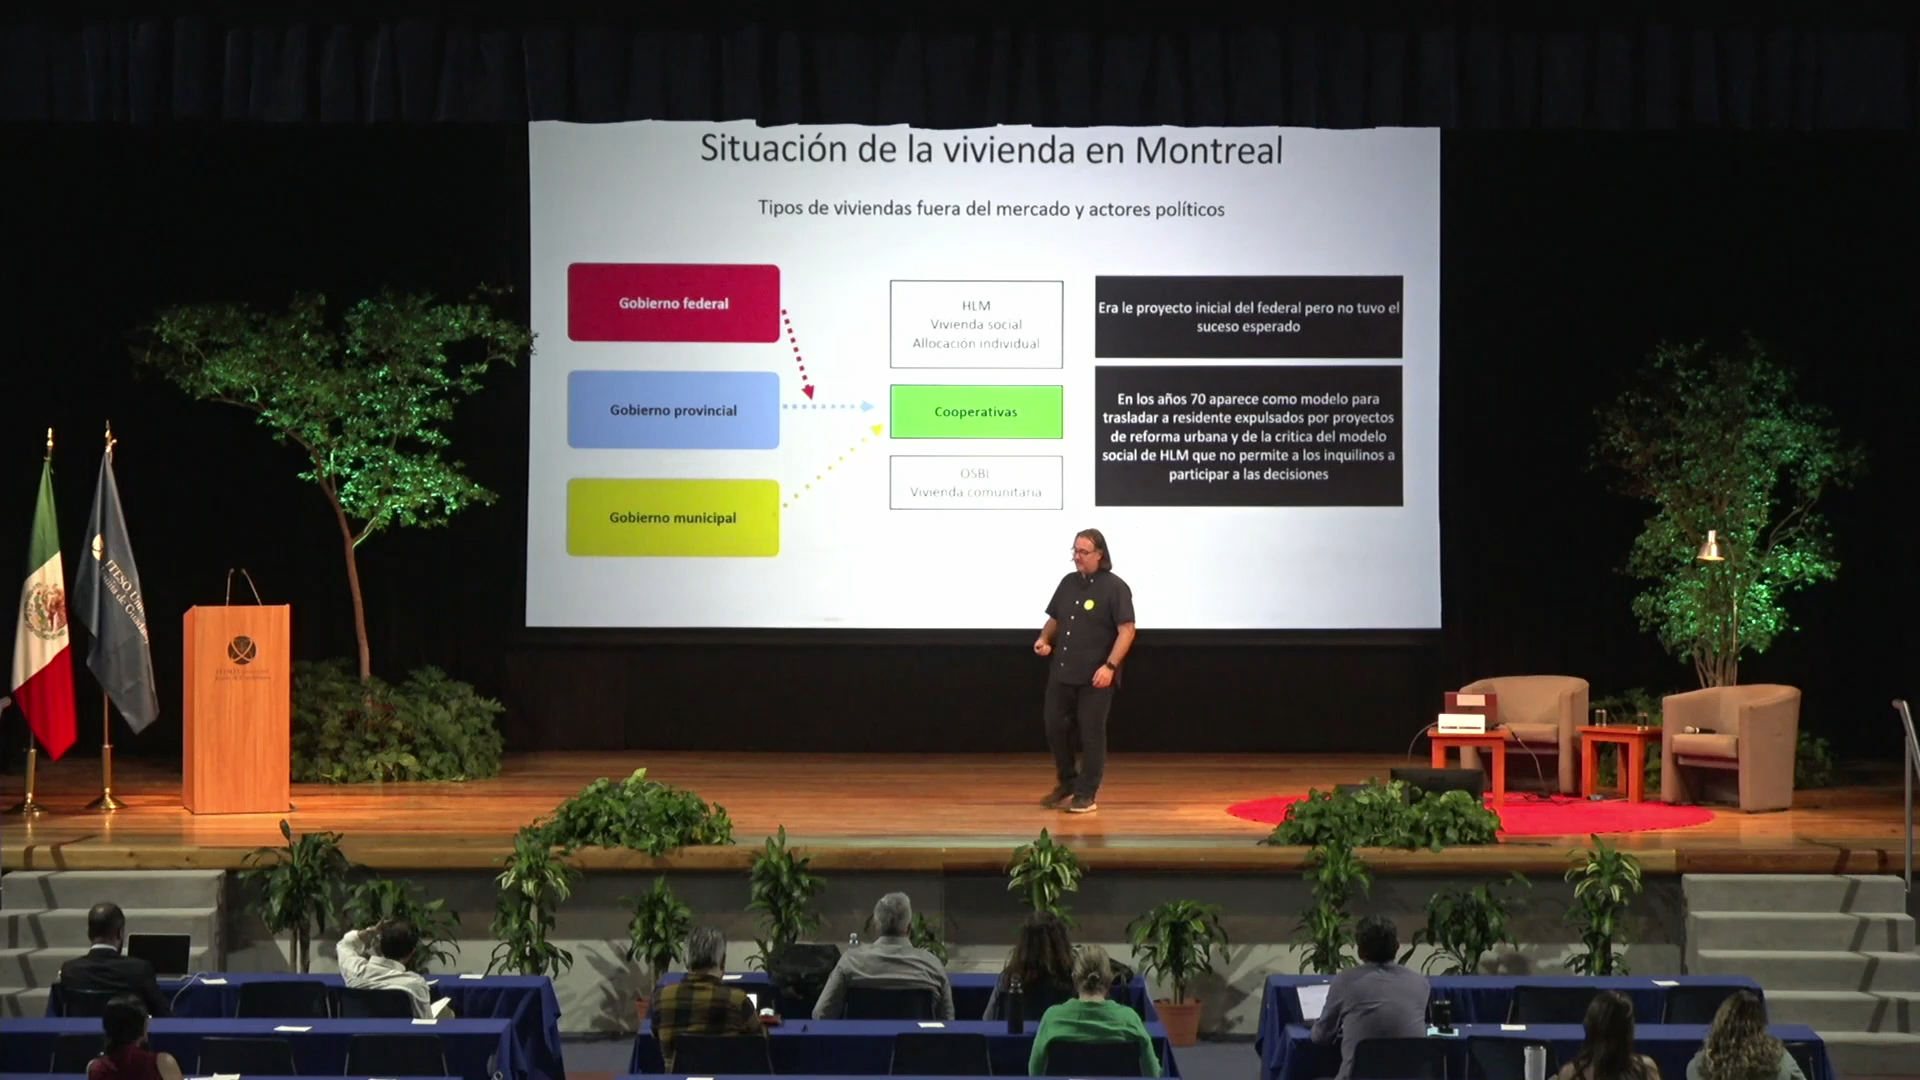 Situación de la vivienda en Montreal
Tipos de viviendas fuera del mercado y actores políticos
Gobierno federal
Gobierno provincial
Gobierno municipal
HLM
Vivienda social
Allocación individual
Cooperativas
OSBL
Vivienda comunitaria
Era le proyecto inicial del federal pero no tuvo el
suceso esperado
En los años 70 aparece como modelo para
trasladar a residente expulsados por proyectos
de reforma urbana y de la critica del modelo
social de HLM que no permite a los inquilinos a
participar a las decisiones
ITESO